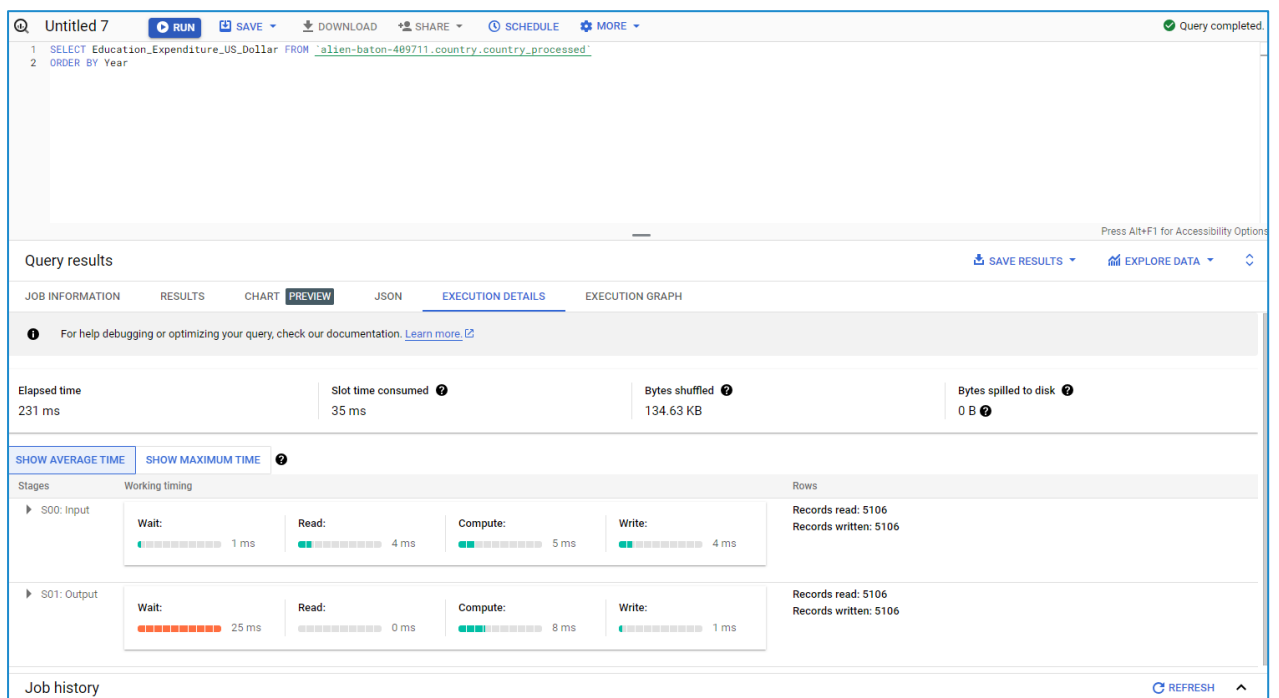 Untitled 7 RUN SAVE DOWNLOAD SHARE SCHEDULE MORE Query completed.
1 SELECT Education_Expenditure_US_Dollar FROM `alien-baton-409711.country.country_processed`
2 ORDER BY Year
Press Alt+F1 for Accessibility Options
Query results SAVE RESULTS EXPLORE DATA
JOB INFORMATION RESULTS CHART PREVIEW JSON EXECUTION DETAILS EXECUTION GRAPH
For help debugging or optimizing your query, check our documentation. Learn more.
Elapsed time Slot time consumed Bytes shuffled Bytes spilled to disk
231 ms 35 ms 134.63 KB 0 B
SHOW AVERAGE TIME SHOW MAXIMUM TIME
Stages Working timing Rows
S00: Input Records read: 5106
Wait: Read: Compute: Write: Records written: 5106
1 ms 4 ms 5 ms 4 ms
S01: Output Records read: 5106
Wait: Read: Compute: Write: Records written: 5106
25 ms 0 ms 8 ms 1 ms
Job history REFRESH